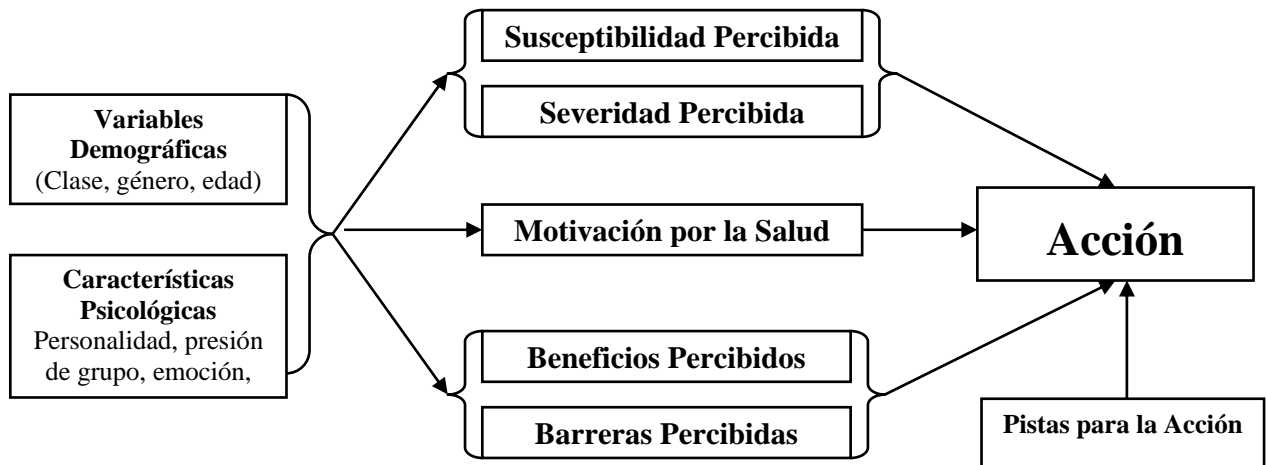 Variables
Demográficas
(Clase, género, edad)
Característísticas
Psicológicas
Personalidad, presión
de grupo, emoción,
Susceptibilidad Percibida
Severidad Percibida
Motivación por la Salud
Beneficios Percibidos
Barreras Percibidas
Acción
Pistas para la Acción